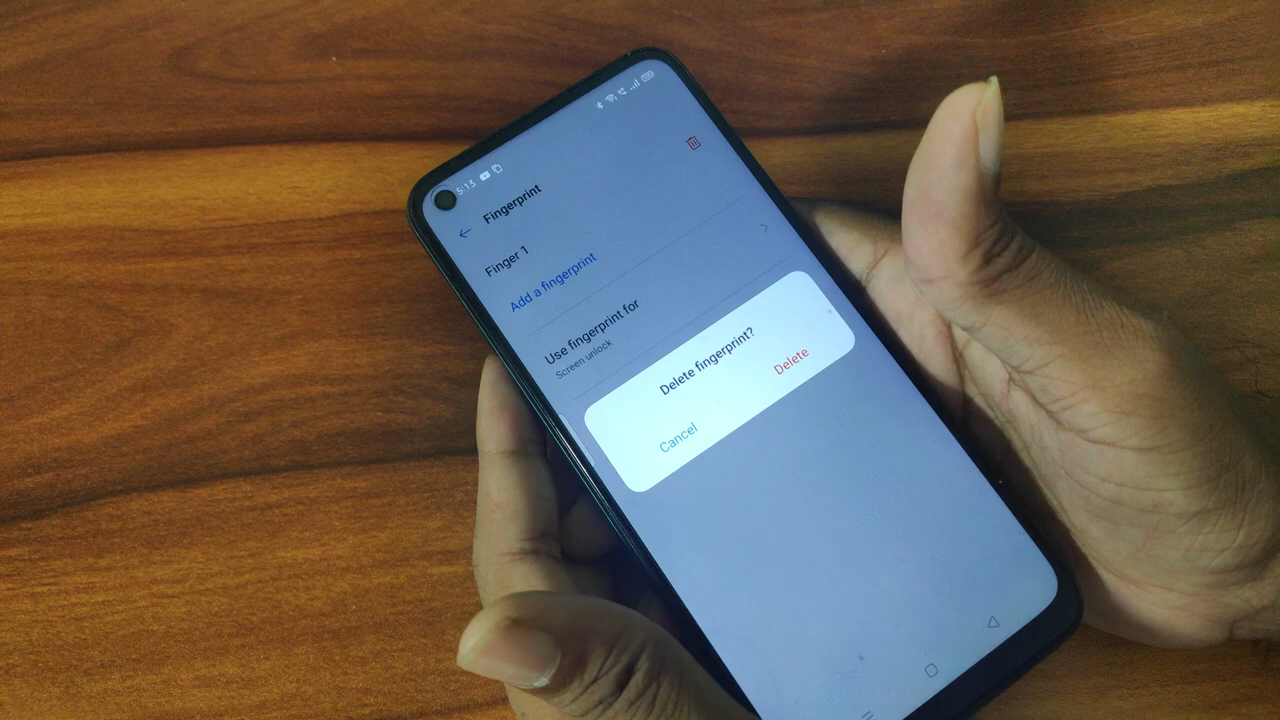 5:13
Fingerprint
Finger 1
Add a fingerprint
Use fingerprint for
Screen unlock
Delete fingerprint?
Cancel Delete